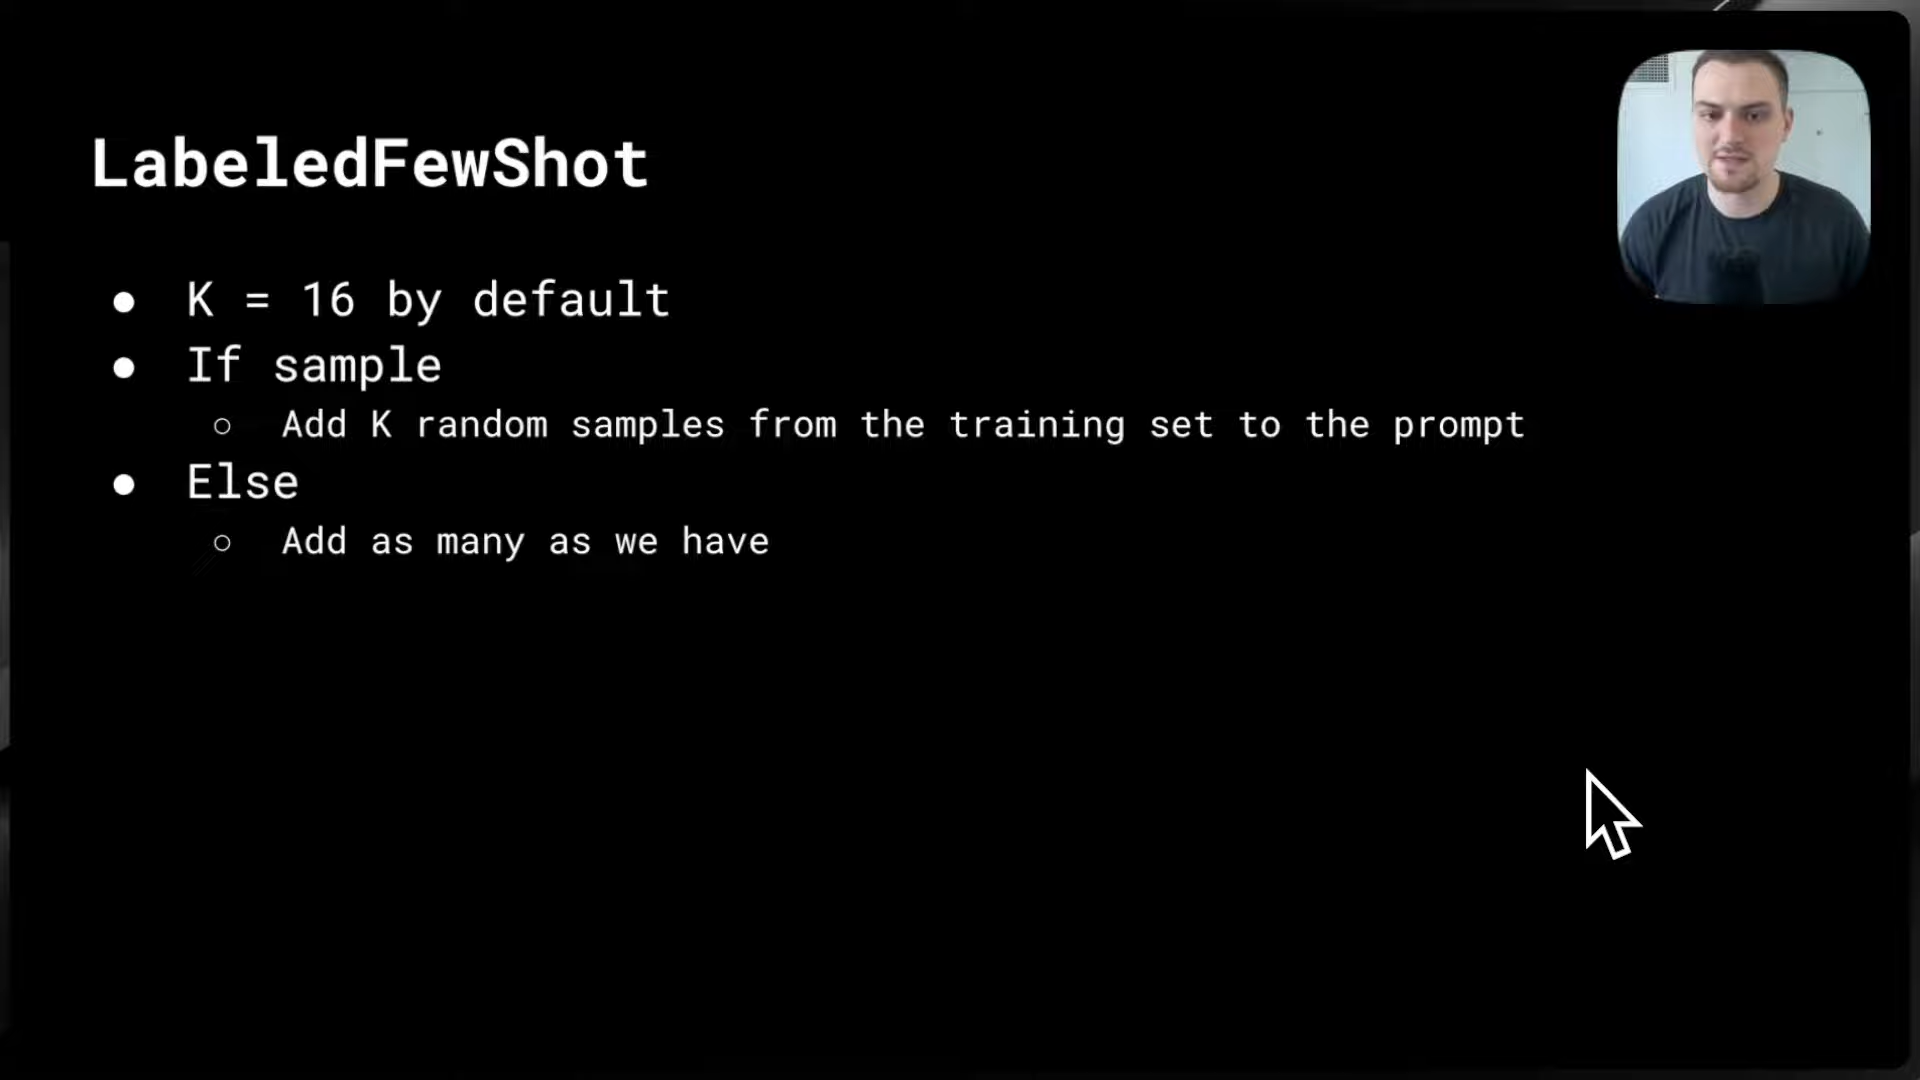 LabeledFewShot
● K = 16 by default
● If sample
○ Add K random samples from the training set to the prompt
● Else
○ Add as many as we have